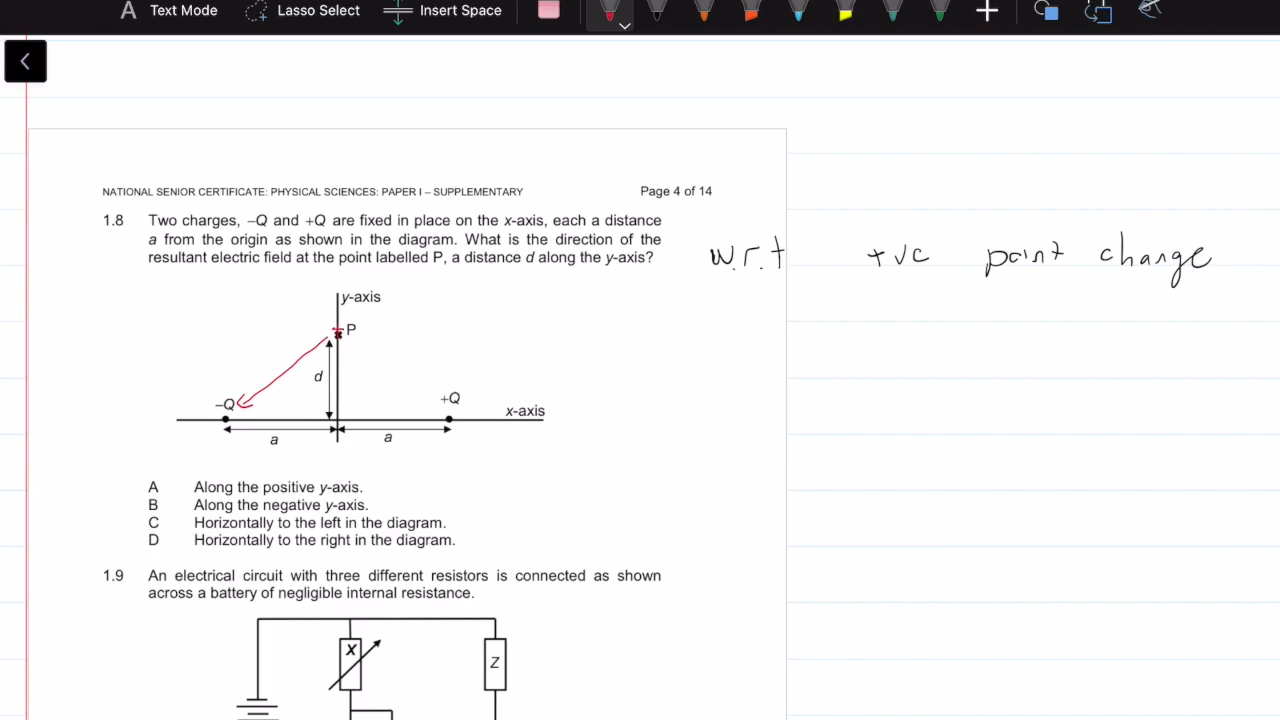 Text Mode Lasso Select Insert Space
NATIONAL SENIOR CERTIFICATE: PHYSICAL SCIENCES: PAPER I – SUPPLEMENTARY Page 4 of 14
1.8 Two charges, –Q and +Q are fixed in place on the x-axis, each a distance
a from the origin as shown in the diagram. What is the direction of the
resultant electric field at the point labelled P, a distance d along the y-axis?
w.r.t +ve point charge
y-axis
+ P
d
–Q
+Q
x-axis
a a
A Along the positive y-axis.
B Along the negative y-axis.
C Horizontally to the left in the diagram.
D Horizontally to the right in the diagram.
1.9 An electrical circuit with three different resistors is connected as shown
across a battery of negligible internal resistance.
X
Z